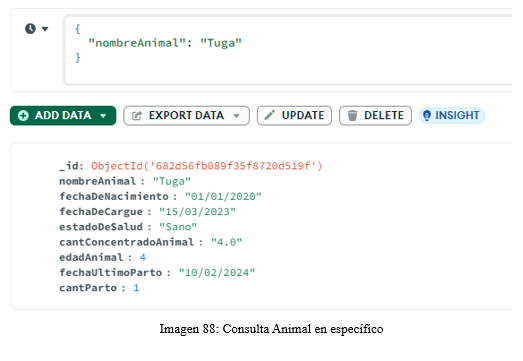 {
"nombreAnimal": "Tuga"
}
ADD DATA EXPORT DATA UPDATE DELETE INSIGHT
_id: ObjectId('682d56fb089f35f8720d519f')
nombreAnimal : "Tuga"
fechaDeNacimiento : "01/01/2020"
fechaDeCargue : "15/03/2023"
estadoDeSalud : "Sano"
cantConcentradoAnimal : "4.0"
edadAnimal : 4
fechaUltimoParto : "10/02/2024"
cantParto : 1
Imagen 88: Consulta Animal en específico